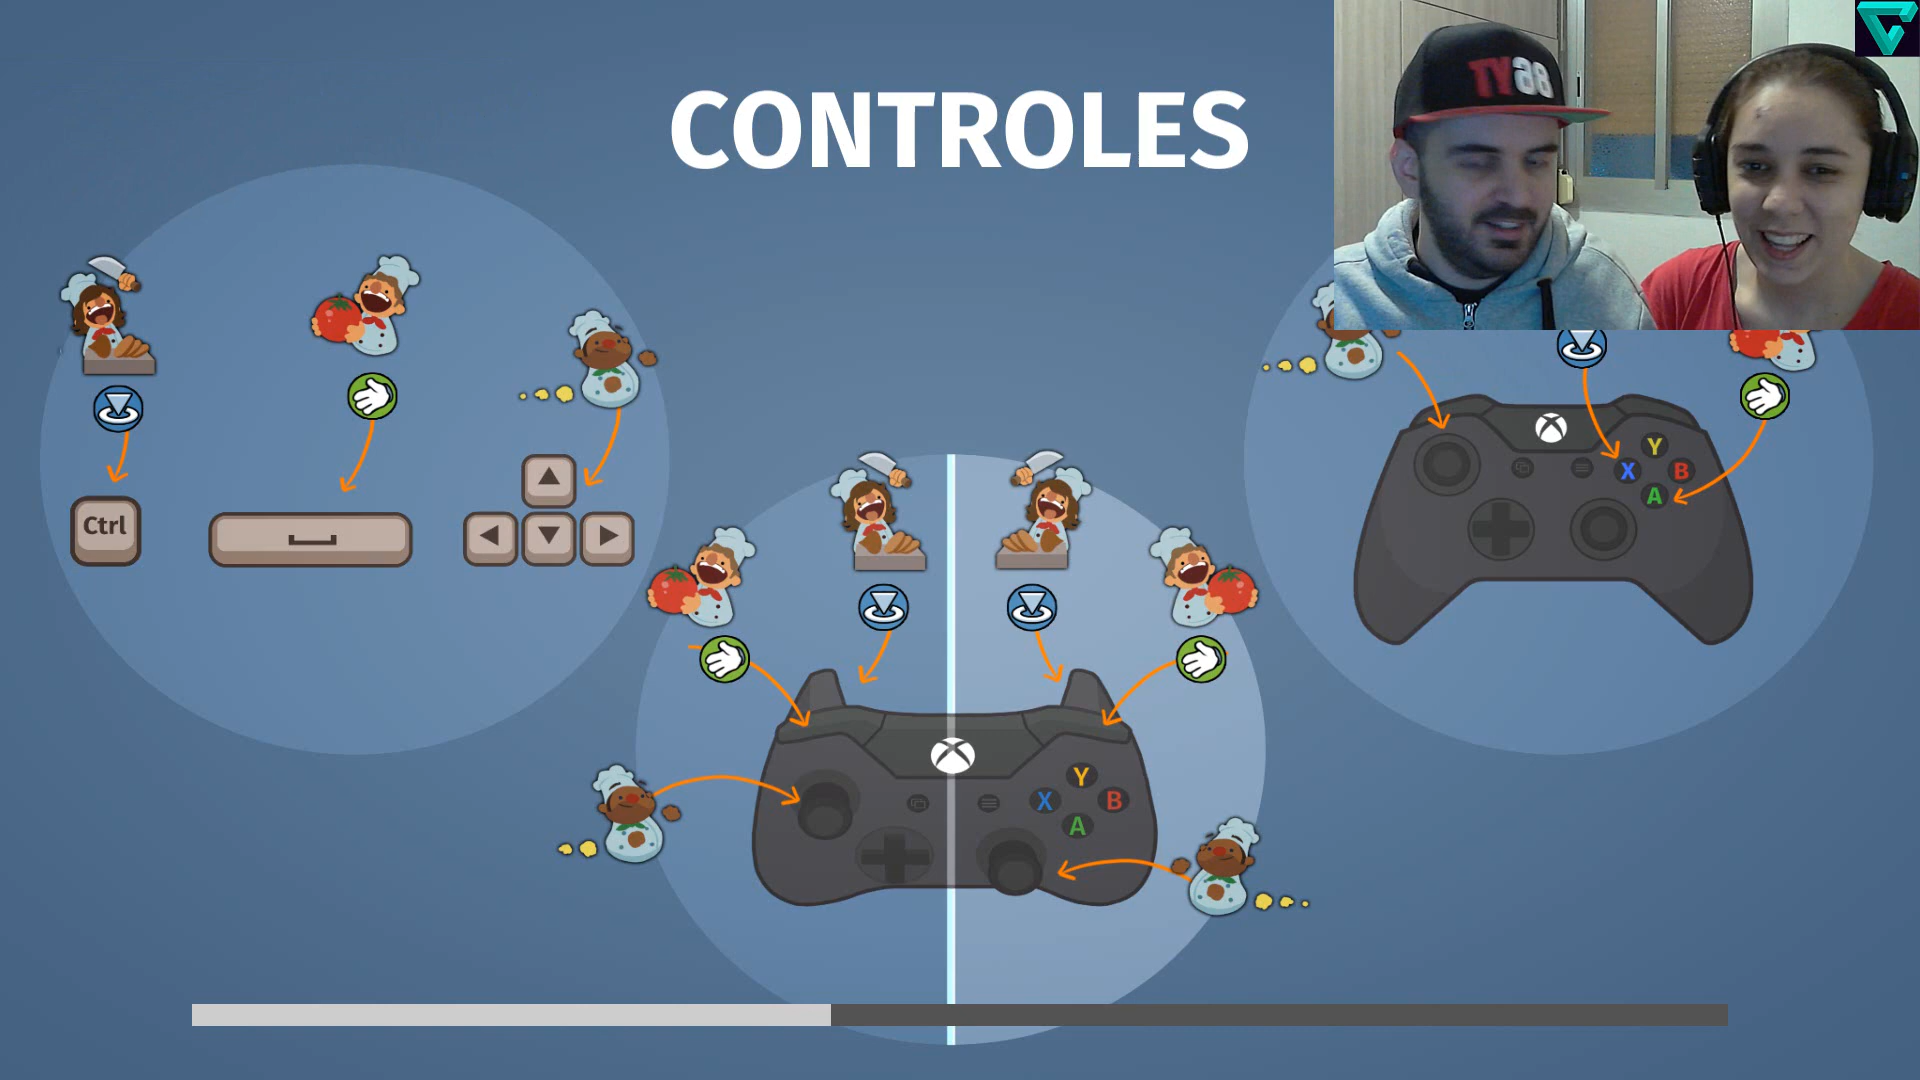 CONTROLES
TY88
Ctrl
Y
X B
A
Y
X B
A